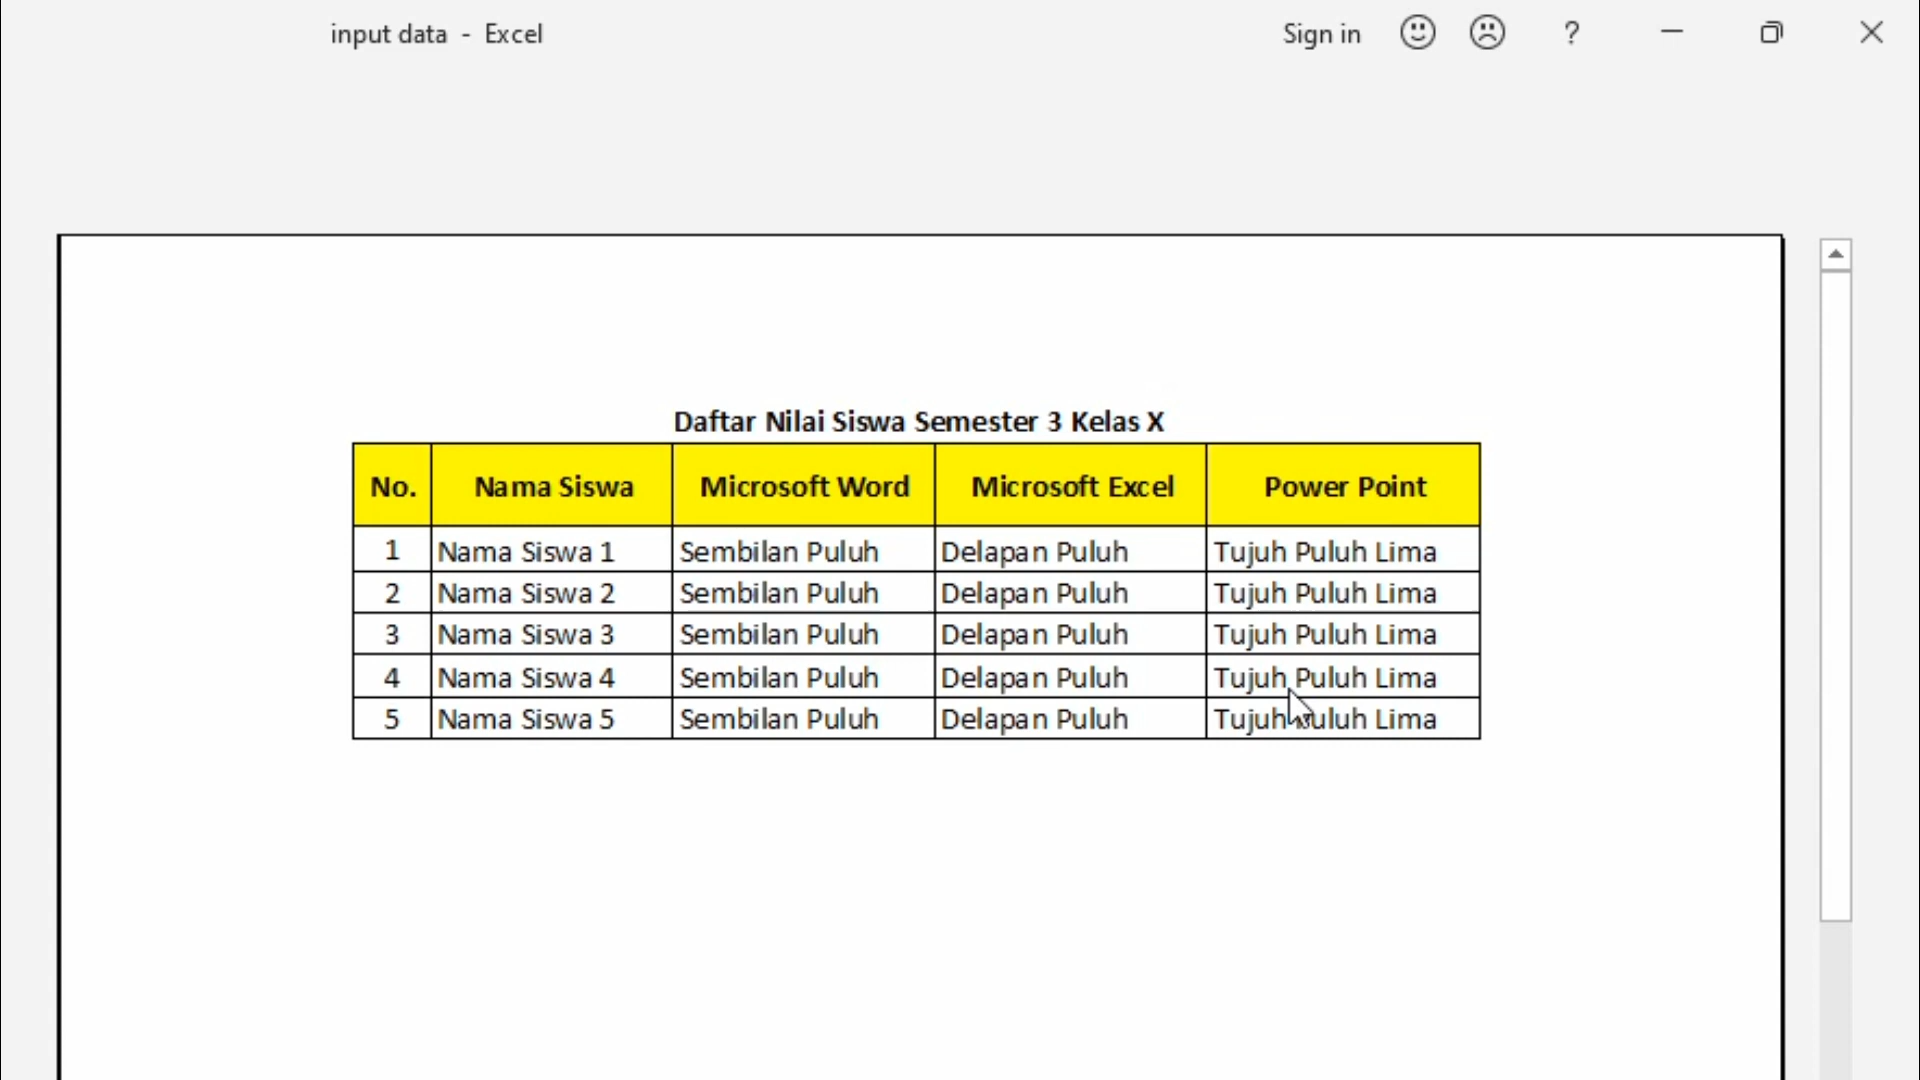 input data - Excel Sign in ?
Daftar Nilai Siswa Semester 3 Kelas X
No. Nama Siswa Microsoft Word Microsoft Excel Power Point
1 Nama Siswa 1 Sembilan Puluh Delapan Puluh Tujuh Puluh Lima
2 Nama Siswa 2 Sembilan Puluh Delapan Puluh Tujuh Puluh Lima
3 Nama Siswa 3 Sembilan Puluh Delapan Puluh Tujuh Puluh Lima
4 Nama Siswa 4 Sembilan Puluh Delapan Puluh Tujuh Puluh Lima
5 Nama Siswa 5 Sembilan Puluh Delapan Puluh Tujuh Puluh Lima